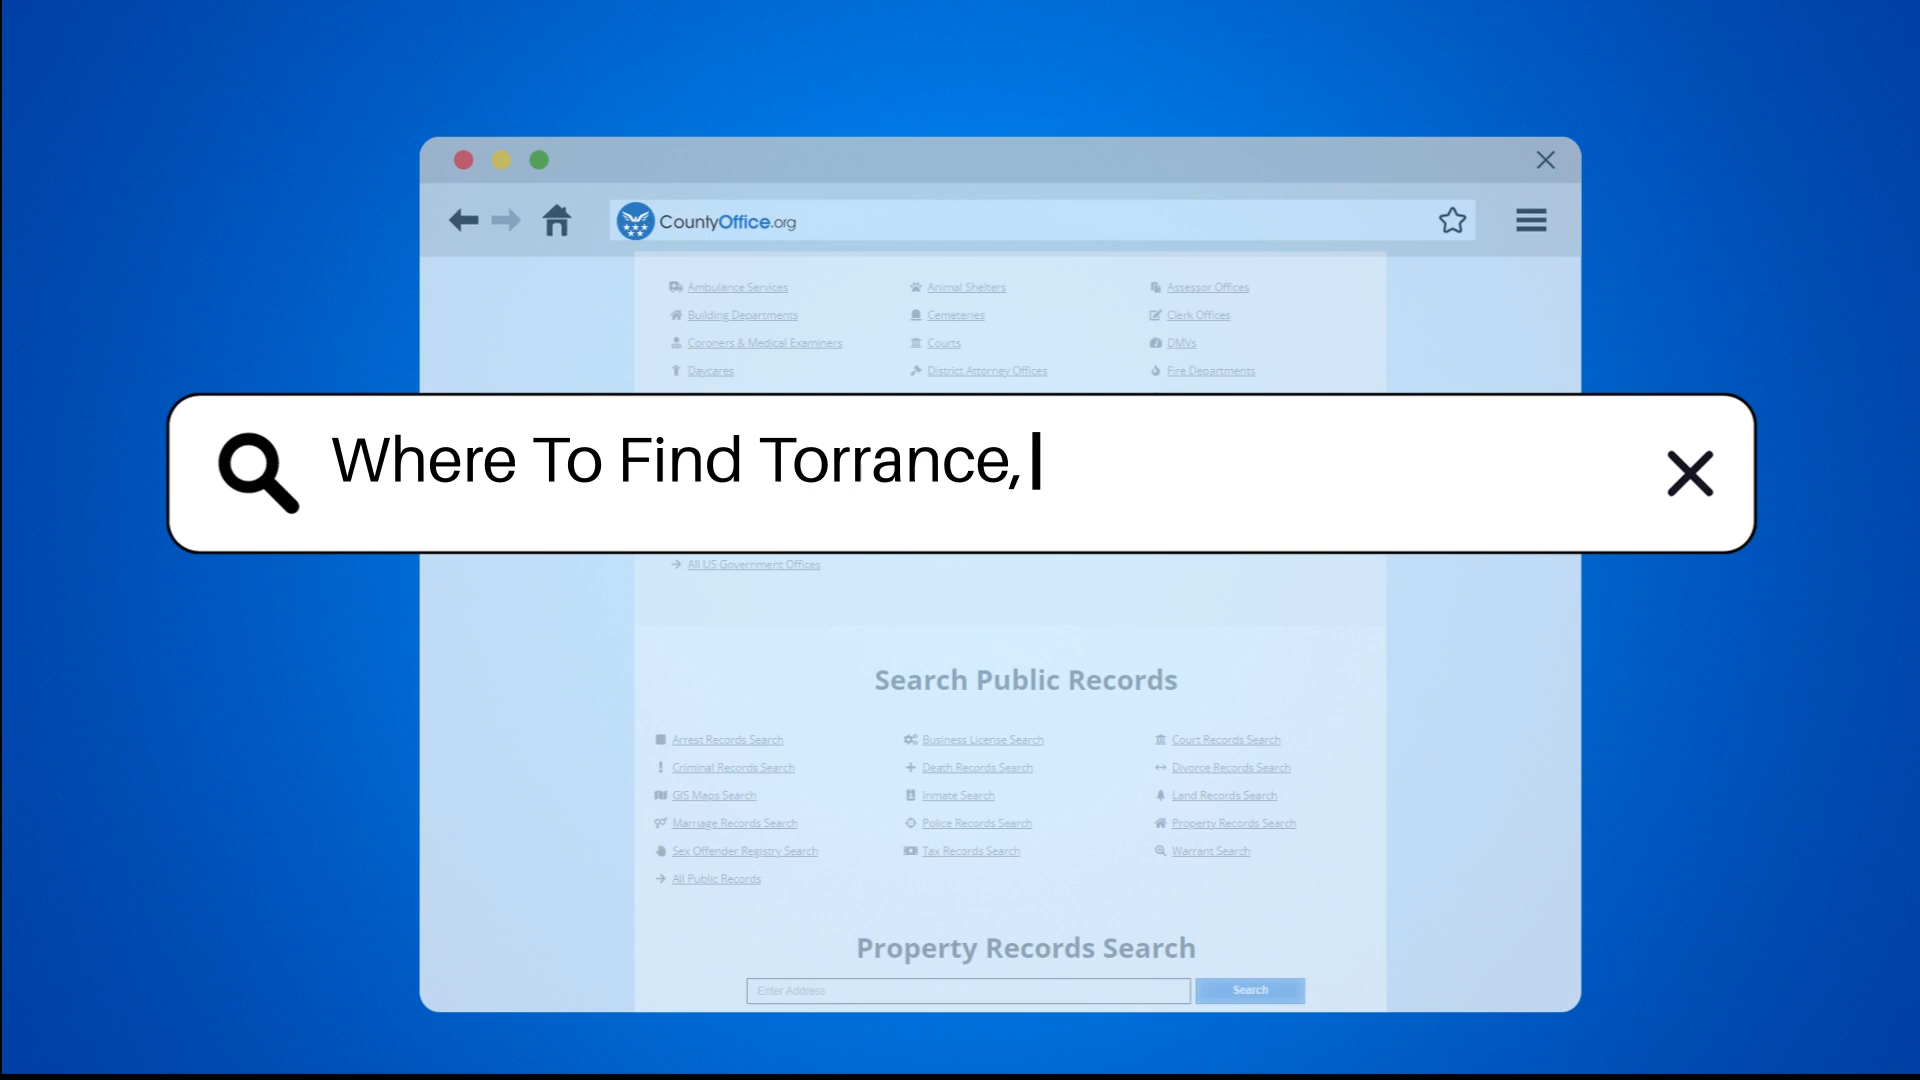 CountyOffice.org
Ambulance Services
Animal Shelters
Assessor Offices
Building Departments
Cemeteries
Clerk Offices
Coroners & Medical Examiners
Courts
DMVs
Daycares
District Attorney Offices
Fire Departments
Where To Find Torrance,
All US Government Offices
Search Public Records
Arrest Records Search
Business License Search
Court Records Search
Criminal Records Search
Death Records Search
Divorce Records Search
GIS Maps Search
Inmate Search
Land Records Search
Marriage Records Search
Police Records Search
Property Records Search
Sex Offender Registry Search
Tax Records Search
Warrant Search
All Public Records
Property Records Search
Enter Address
Search